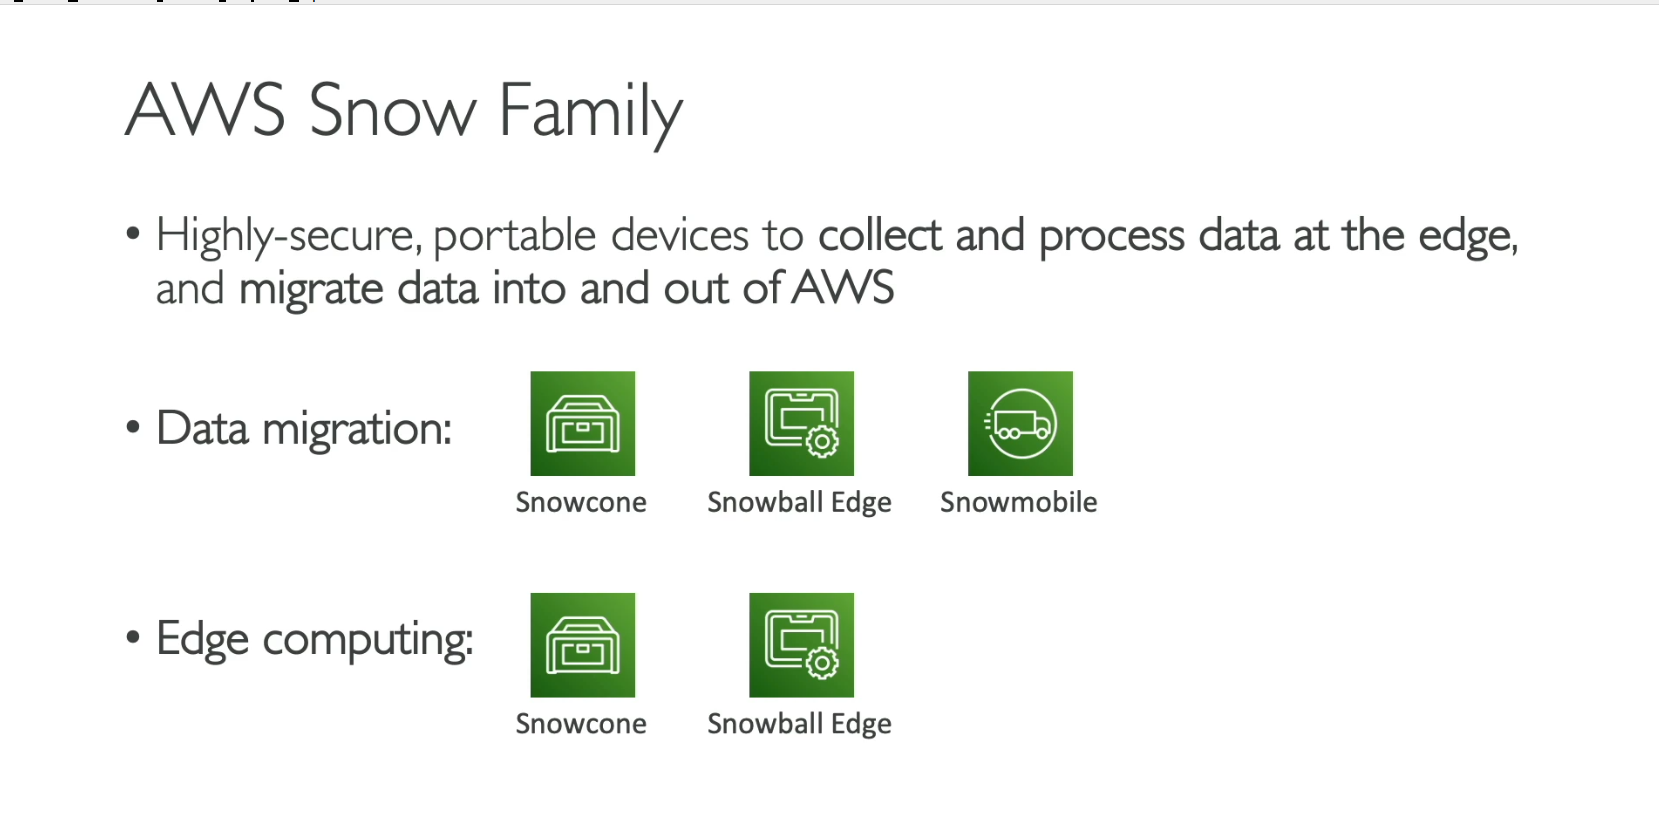 AWS Snow Family
• Highly-secure, portable devices to collect and process data at the edge,
and migrate data into and out of AWS
• Data migration:
Snowcone Snowball Edge Snowmobile
• Edge computing:
Snowcone Snowball Edge